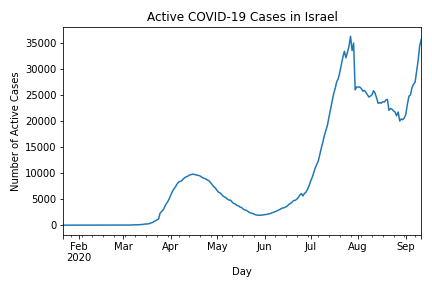 Active COVID-19 Cases in Israel
Number of Active Cases
35000
30000
25000
20000
15000
10000
5000
0
Feb Mar Apr May Jun Jul Aug Sep
2020
Day